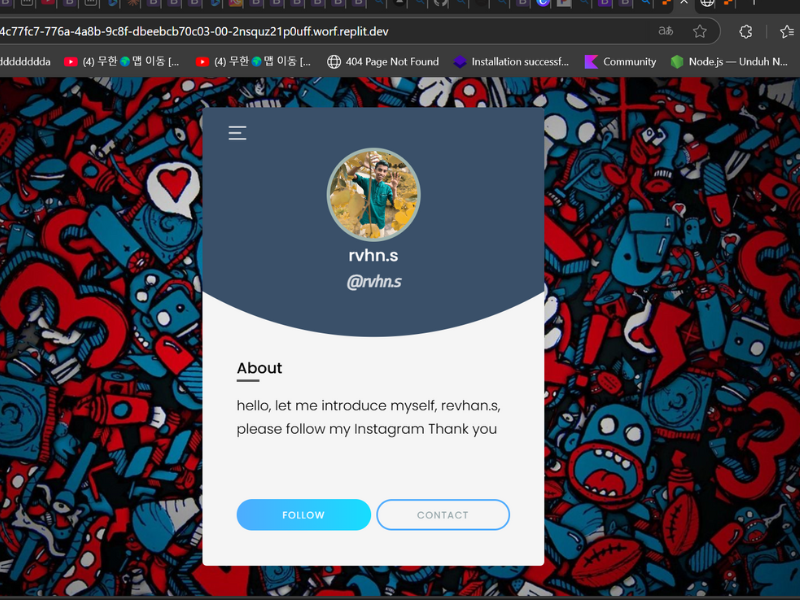 4c77fc7-776a-4a8b-9c8f-dbeebcb70c03-00-2nsquz21p0uff.worf.replit.dev
ddddddddda (4) 무한🌍맵 이동 [... (4) 무한🌍맵 이동 [... 404 Page Not Found Installation successf... Community Node.js — Unduh N...
rvhn.s
@rvhn.s
About
hello, let me introduce myself, revhan.s,
please follow my Instagram Thank you
FOLLOW CONTACT